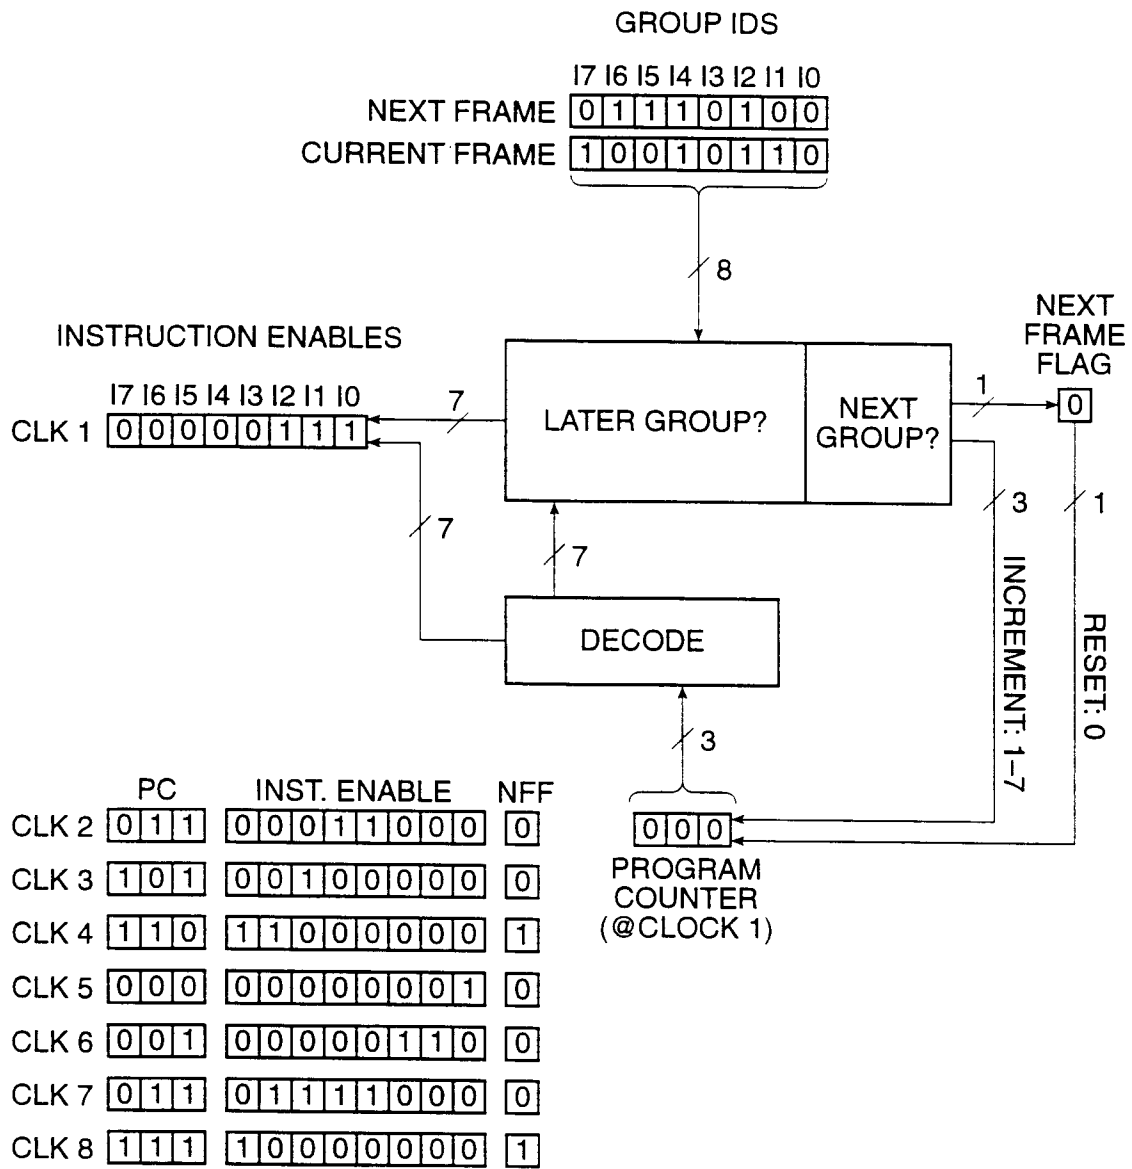 GROUP IDS
I7 I6 I5 I4 I3 I2 I1 I0
NEXT FRAME 0 1 1 1 0 1 0 0
CURRENT FRAME 1 0 0 1 0 1 1 0
8
NEXT
FRAME
FLAG
INSTRUCTION ENABLES
I7 I6 I5 I4 I3 I2 I1 I0
CLK 1 0 0 0 0 0 1 1 1
7
LATER GROUP?
NEXT
GROUP?
1
0
3
1
7
7
DECODE
INCREMENT: 1–7
RESET: 0
3
0 0 0
PROGRAM
COUNTER
(@CLOCK 1)
PC INST. ENABLE NFF
CLK 2 0 1 1 0 0 0 1 1 0 0 0 0
CLK 3 1 0 1 0 0 1 0 0 0 0 0 0
CLK 4 1 1 0 1 1 0 0 0 0 0 0 1
CLK 5 0 0 0 0 0 0 0 0 0 0 1 0
CLK 6 0 0 1 0 0 0 0 0 1 1 0 0
CLK 7 0 1 1 0 1 1 1 1 0 0 0 0
CLK 8 1 1 1 1 0 0 0 0 0 0 0 1